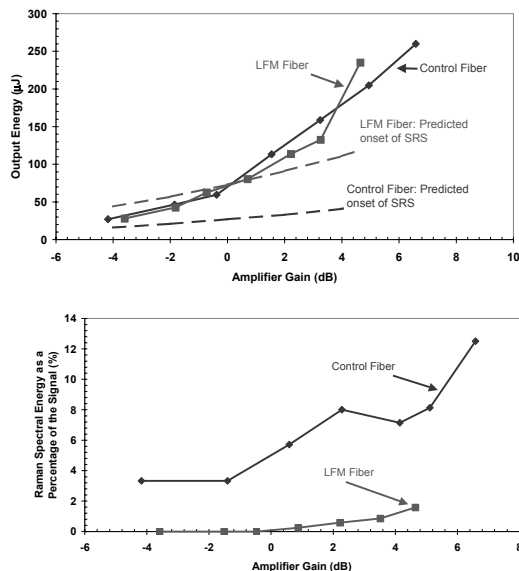 300
250
200
150
100
50
0
Output Energy (µJ)
LFM Fiber
Control Fiber
LFM Fiber: Predicted
onset of SRS
Control Fiber: Predicted
onset of SRS
-6 -4 -2 0 2 4 6 8 10
Amplifier Gain (dB)
14
12
10
8
6
4
2
0
Raman Spectral Energy as a
Percentage of the Signal (%)
Control Fiber
LFM Fiber
-6 -4 -2 0 2 4 6 8
Amplifier Gain (dB)